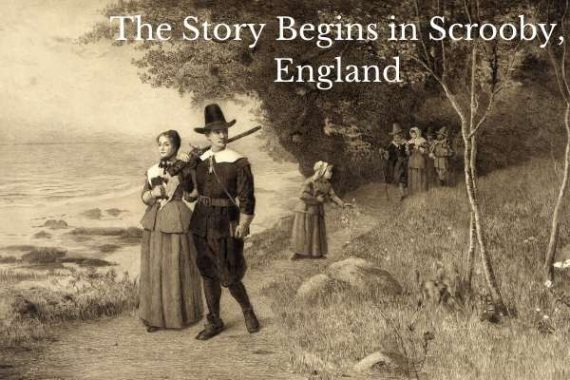 The Story Begins in Scrooby,
England